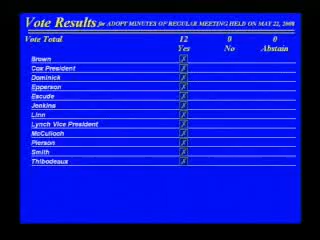 Vote Results for ADOPT MINUTES OF REGULAR MEETING HELD ON MAY 22, 2008
Vote Total 12 0 0
Yes No Abstain
Brown
Cox President
Dominick
Epperson
Escude
Jenkins
Linn
Lynch Vice President
McCulloch
Pierson
Smith
Thibodeaux